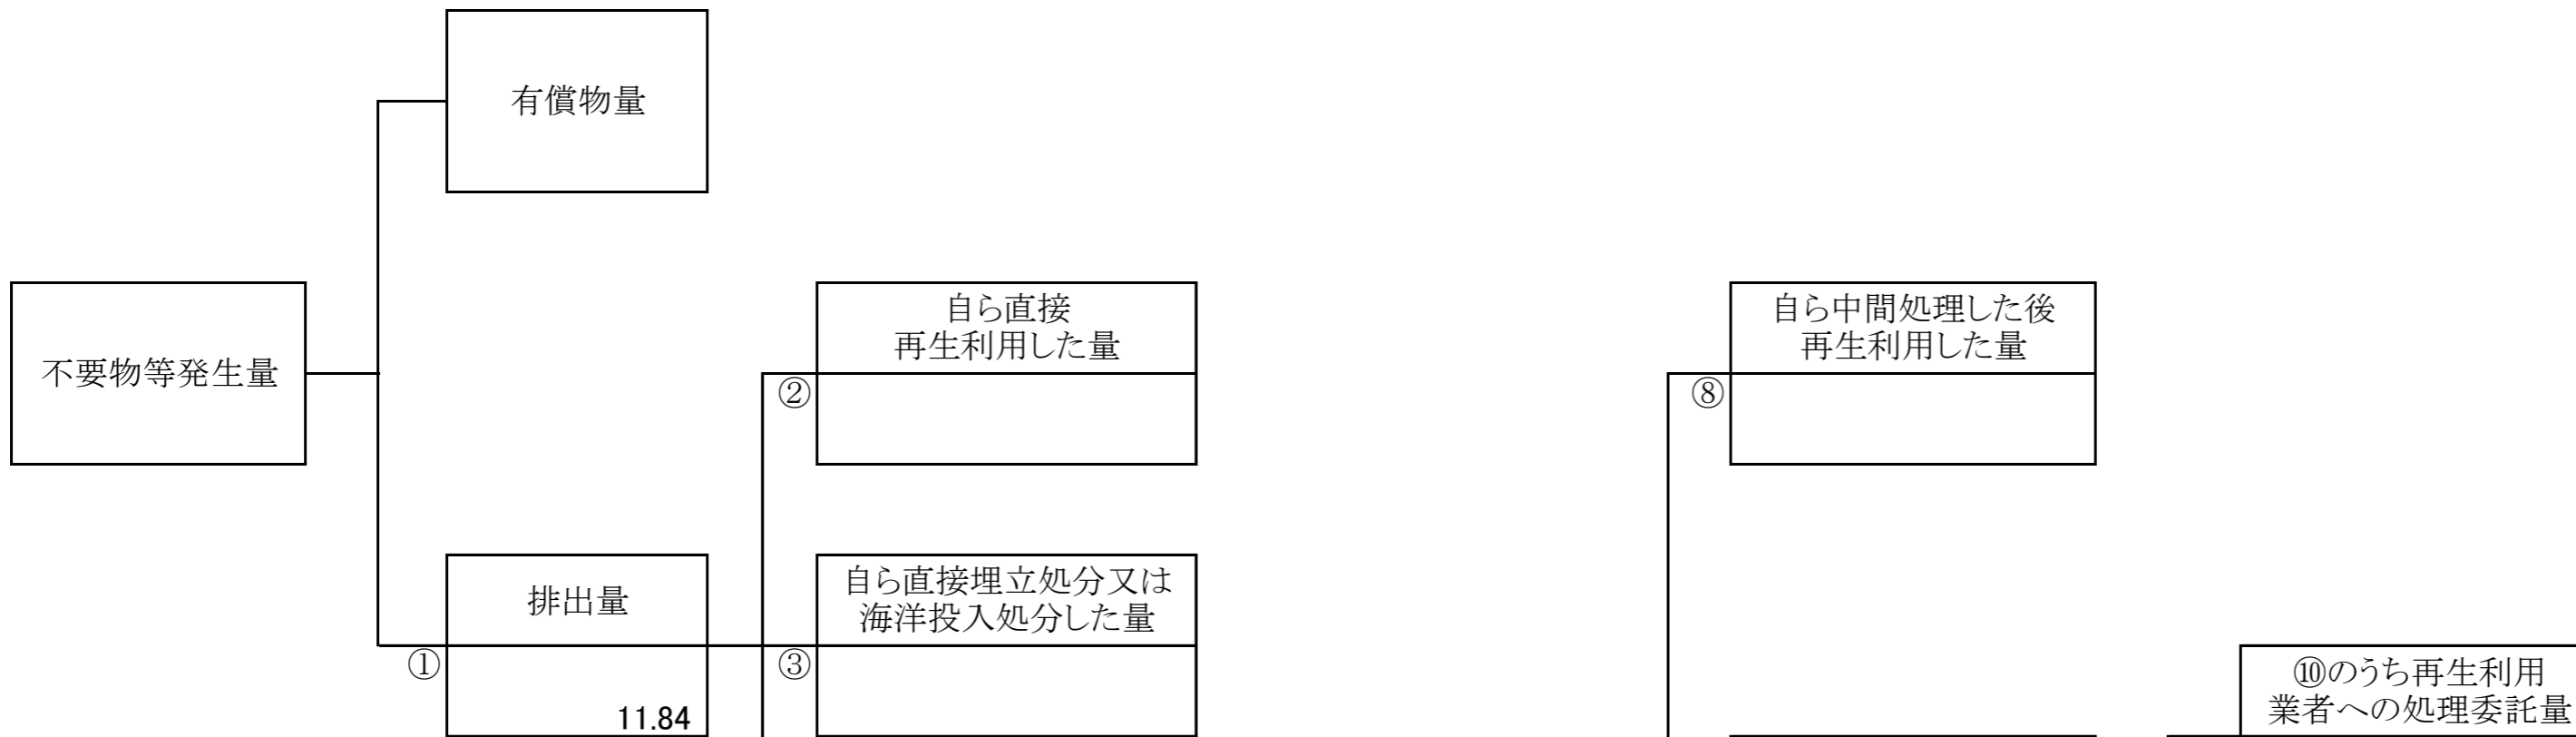 有償物量
不要物等発生量
自ら直接
再生利用した量
②
自ら中間処理した後
再生利用した量
⑧
排出量
①
11.84
自ら直接埋立処分又は
海洋投入処分した量
③
⑩のうち再生利用
業者への処理委託量